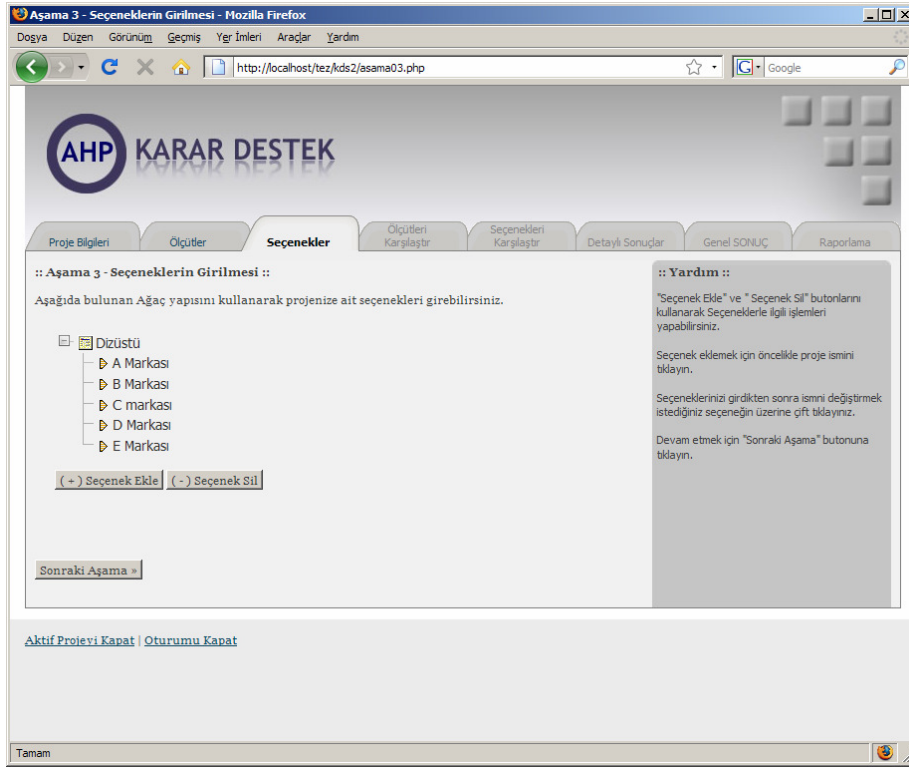 Aşama 3 - Seçeneklerin Girilmesi - Mozilla Firefox
Dosya Düzen Görünüm Geçmiş Yer İmleri Araçlar Yardım
http://localhost/tez/kds2/asama03.php
G Google
AHP KARAR DESTEK
Proje Bilgileri
Ölçütler
Seçenekler
Ölçütleri
Karşılaştır
Seçenekleri
Karşılaştır
Detaylı Sonuçlar
Genel SONUÇ
Raporlama
:: Aşama 3 - Seçeneklerin Girilmesi ::
Aşağıda bulunan Ağaç yapısını kullanarak projenize ait seçenekleri girebilirsiniz.
Dizüstü
A Markası
B Markası
C markası
D Markası
E Markası
( + ) Seçenek Ekle
( - ) Seçenek Sil
Sonraki Aşama »
:: Yardım ::
"Seçenek Ekle" ve " Seçenek Sil" butonlarını
kullanarak Seçeneklerle ilgili işlemleri
yapabilirsiniz.
Seçenek eklemek için öncelikle proje ismini
tıklayın.
Seçeneklerinizi girdikten sonra ismni değiştirmek
istediğiniz seçeneğin üzerine çift tıklayınız.
Devam etmek için "Sonraki Aşama" butonuna
tıklayın.
Aktif Projeyi Kapat | Oturumu Kapat
Tamam